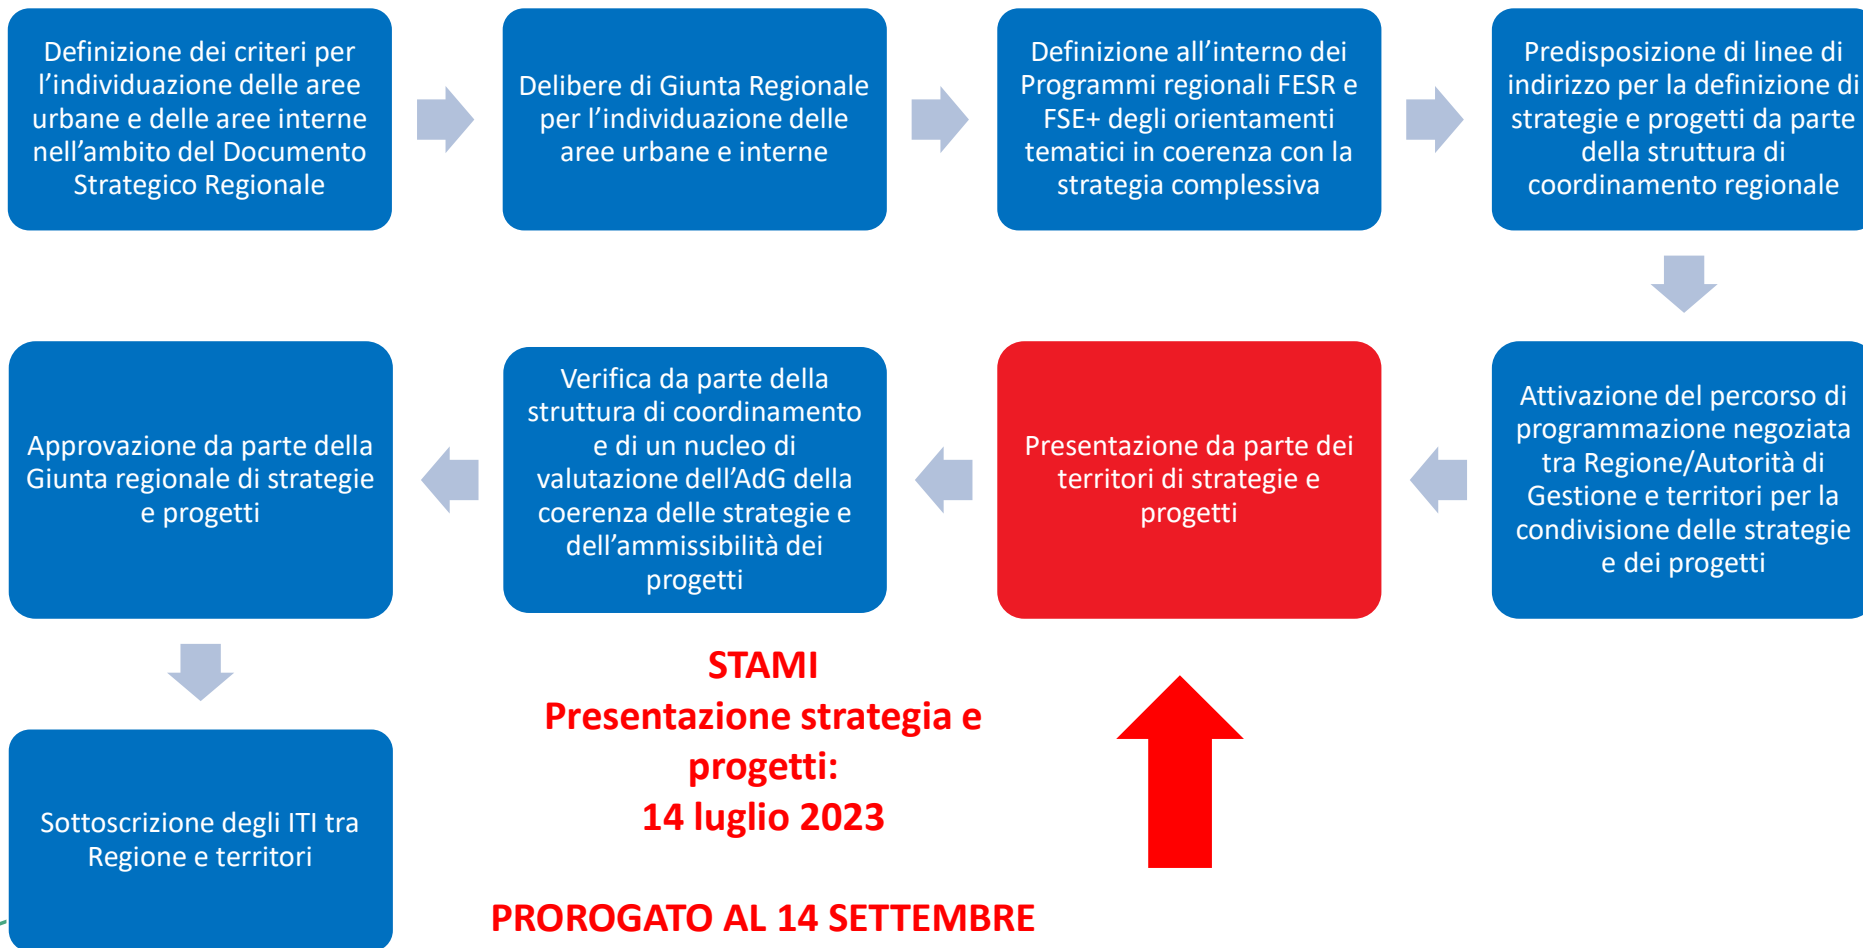 Definizione dei criteri per
l’individuazione delle aree
urbane e delle aree interne
nell’ambito del Documento
Strategico Regionale
Delibere di Giunta Regionale
per l’individuazione delle
aree urbane e interne
Definizione all’interno dei
Programmi regionali FESR e
FSE+ degli orientamenti
tematici in coerenza con la
strategia complessiva
Predisposizione di linee di
indirizzo per la definizione di
strategie e progetti da parte
della struttura di
coordinamento regionale
Attivazione del percorso di
programmazione negoziata
tra Regione/Autorità di
Gestione e territori per la
condivisione delle strategie
e dei progetti
Presentazione da parte dei
territori di strategie e
progetti
Verifica da parte della
struttura di coordinamento
e di un nucleo di
valutazione dell’AdG della
coerenza delle strategie e
dell’ammissibilità dei
progetti
Approvazione da parte della
Giunta regionale di strategie
e progetti
Sottoscrizione degli ITI tra
Regione e territori
STAMI
Presentazione strategia e
progetti:
14 luglio 2023
PROROGATO AL 14 SETTEMBRE